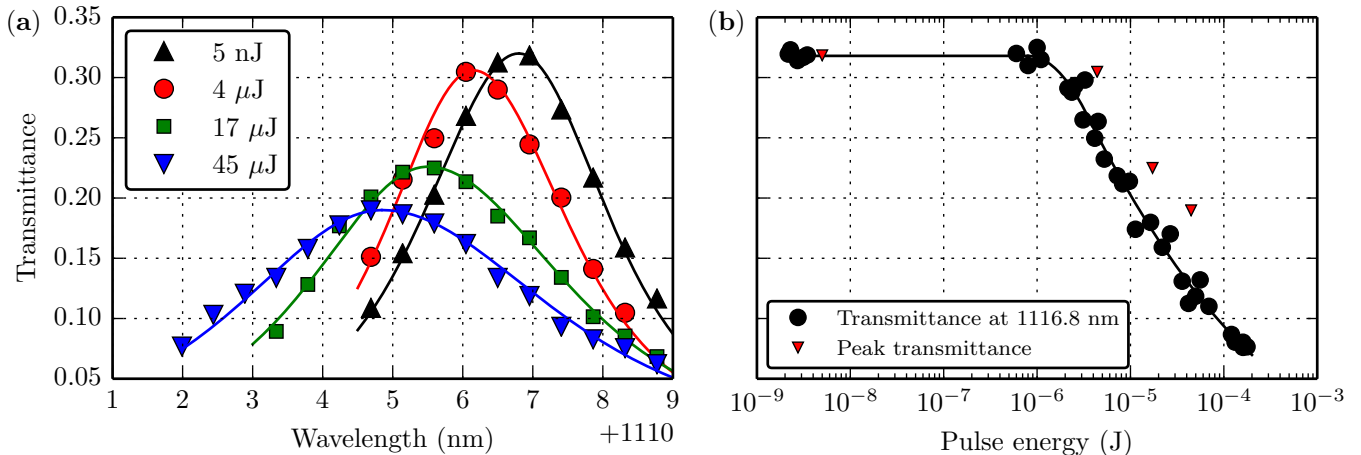 (a)
0.35
0.30
0.25
0.20
0.15
0.10
0.05
Transmittance
5 nJ
4 μJ
17 μJ
45 μJ
1 2 3 4 5 6 7 8 9
Wavelength (nm)
+1110
(b)
Transmittance at 1116.8 nm
Peak transmittance
10⁻⁹ 10⁻⁸ 10⁻⁷ 10⁻⁶ 10⁻⁵ 10⁻⁴ 10⁻³
Pulse energy (J)